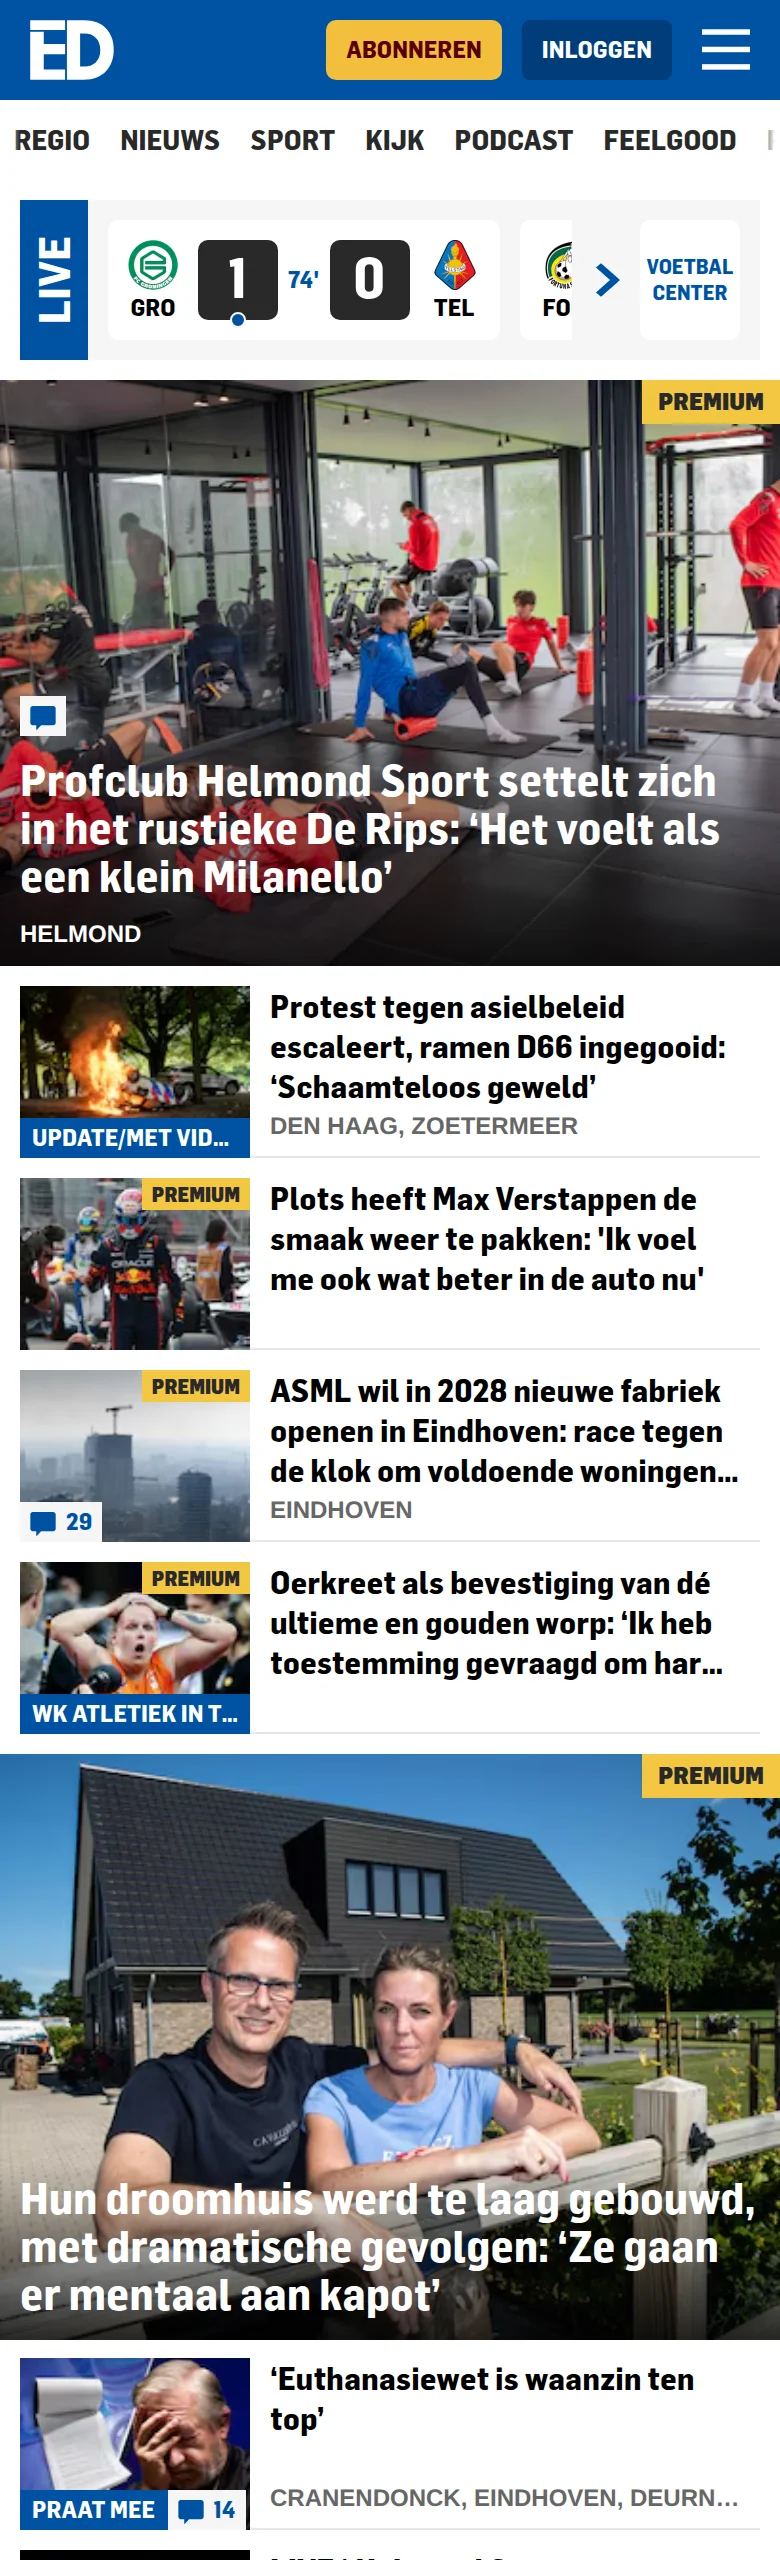 ED
ABONNEREN
INLOGGEN
REGIO NIEUWS SPORT KIJK PODCAST FEELGOOD
LIVE
GRO
1
74'
0
TEL
FO
VOETBAL
CENTER
PREMIUM
Profclub Helmond Sport settelt zich
in het rustieke De Rips: ‘Het voelt als
een klein Milanello’
HELMOND
Protest tegen asielbeleid
escaleert, ramen D66 ingegooid:
‘Schaamteloos geweld’
DEN HAAG, ZOETERMEER
UPDATE/MET VID...
PREMIUM
Plots heeft Max Verstappen de
smaak weer te pakken: 'Ik voel
me ook wat beter in de auto nu'
PREMIUM
29
ASML wil in 2028 nieuwe fabriek
openen in Eindhoven: race tegen
de klok om voldoende woningen...
EINDHOVEN
PREMIUM
WK ATLETIEK IN T...
Oerkreet als bevestiging van dé
ultieme en gouden worp: ‘Ik heb
toestemming gevraagd om har...
PREMIUM
Hun droomhuis werd te laag gebouwd,
met dramatische gevolgen: ‘Ze gaan
er mentaal aan kapot’
‘Euthanasiewet is waanzin ten
top’
CRANENDONCK, EINDHOVEN, DEURN...
PRAAT MEE
14